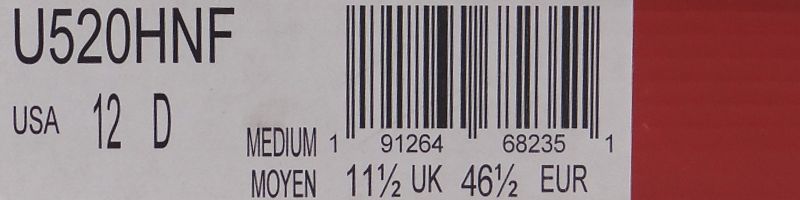 U520HNF
USA 12 D
MEDIUM 1 91264 68235 1
MOYEN 11½ UK 46½ EUR